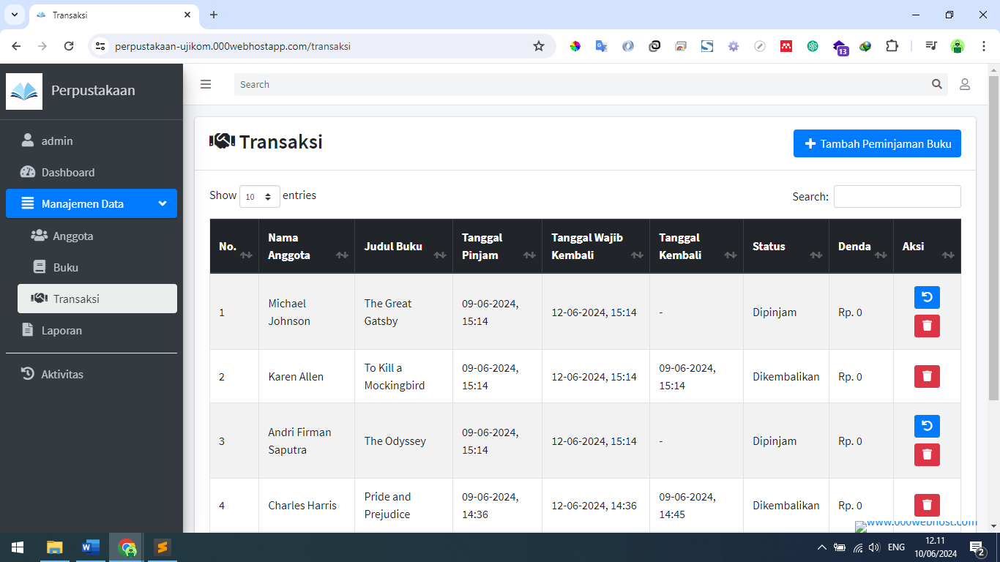 Transaksi
perpustakaan-ujikom.000webhostapp.com/transaksi
13
Perpustakaan
Search
admin
Dashboard
Manajemen Data
Anggota
Buku
Transaksi
Laporan
Aktivitas
Transaksi
Tambah Peminjaman Buku
Show 10 entries
Search:
No. Nama Anggota Judul Buku Tanggal Pinjam Tanggal Wajib Kembali Tanggal Kembali Status Denda Aksi
1 Michael Johnson The Great Gatsby 09-06-2024, 15:14 12-06-2024, 15:14 - Dipinjam Rp. 0
2 Karen Allen To Kill a Mockingbird 09-06-2024, 15:14 12-06-2024, 15:14 09-06-2024, 15:14 Dikembalikan Rp. 0
3 Andri Firman Saputra The Odyssey 09-06-2024, 15:14 12-06-2024, 15:14 - Dipinjam Rp. 0
4 Charles Harris Pride and Prejudice 09-06-2024, 14:36 12-06-2024, 14:36 09-06-2024, 14:45 Dikembalikan Rp. 0
www.000webhost.com
ENG
12.11
10/06/2024
2